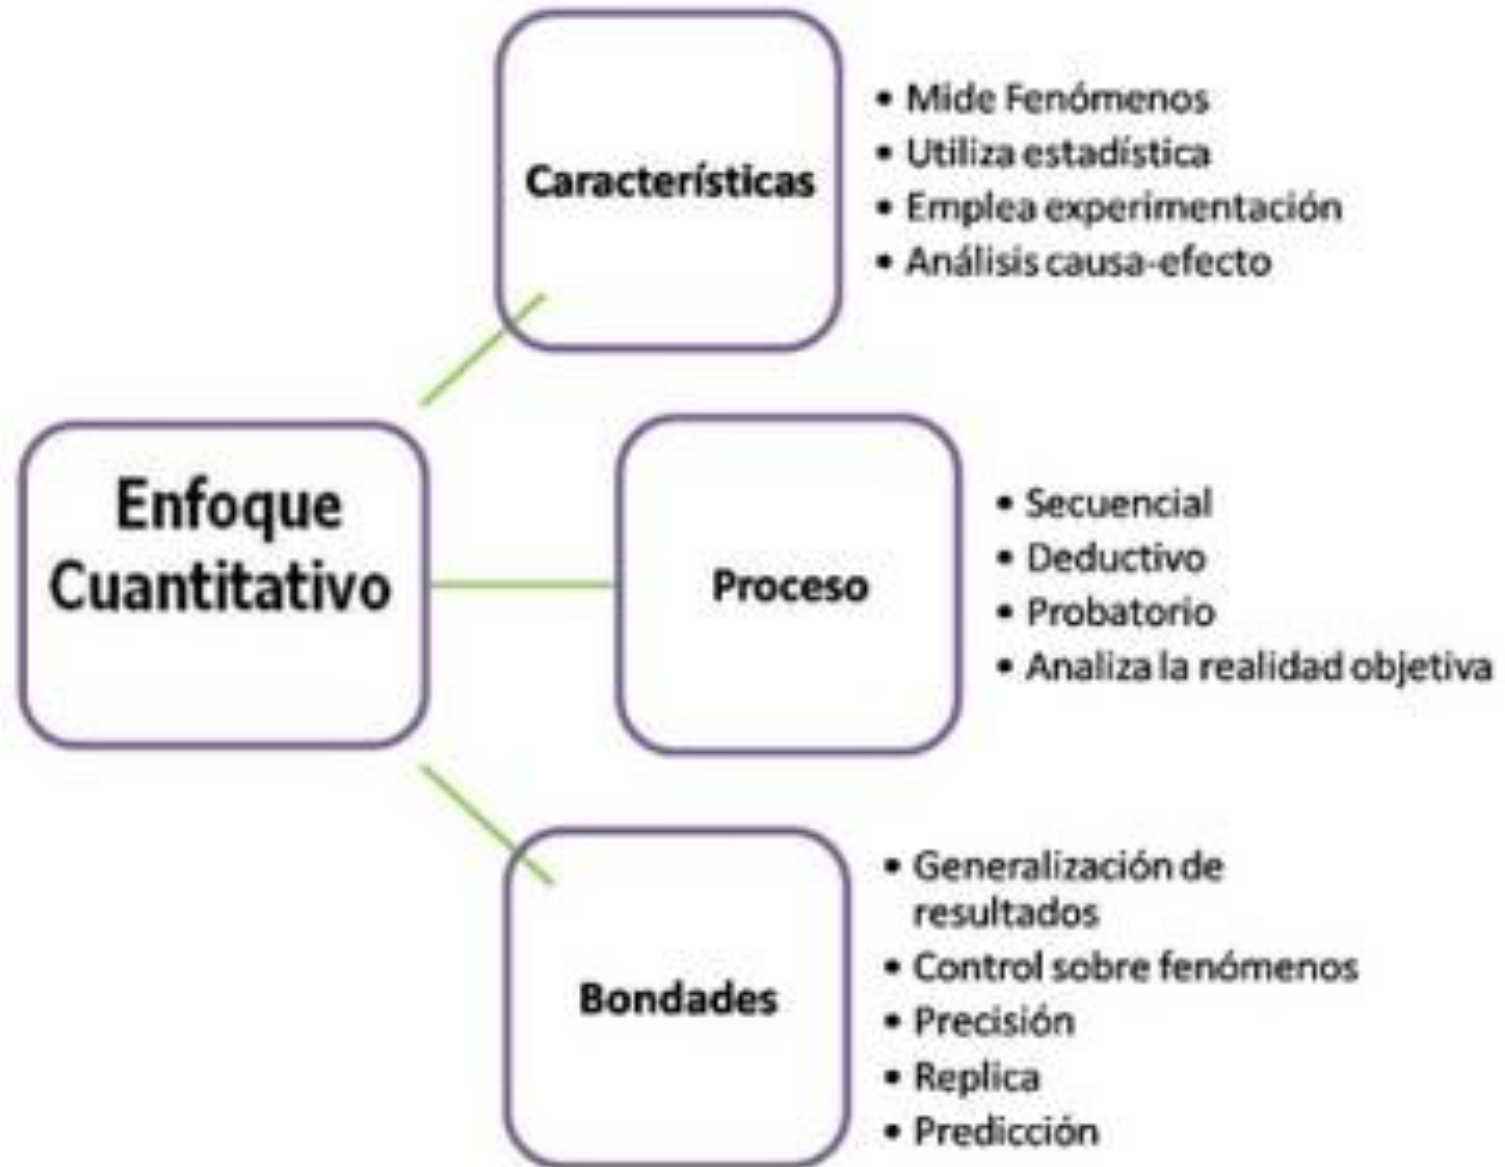 Características
• Mide Fenómenos
• Utiliza estadística
• Emplea experimentación
• Análisis causa-efecto
Enfoque
Cuantitativo
Proceso
• Secuencial
• Deductivo
• Probatorio
• Analiza la realidad objetiva
Bondades
• Generalización de
resultados
• Control sobre fenómenos
• Precisión
• Replica
• Predicción